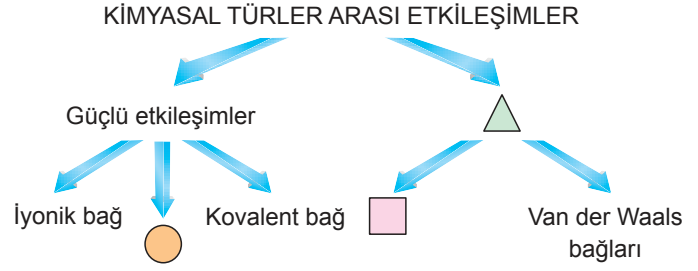 KİMYASAL TÜRLER ARASI ETKİLEŞİMLER
Güçlü etkileşimler
İyonik bağ
Kovalent bağ
Van der Waals
bağları